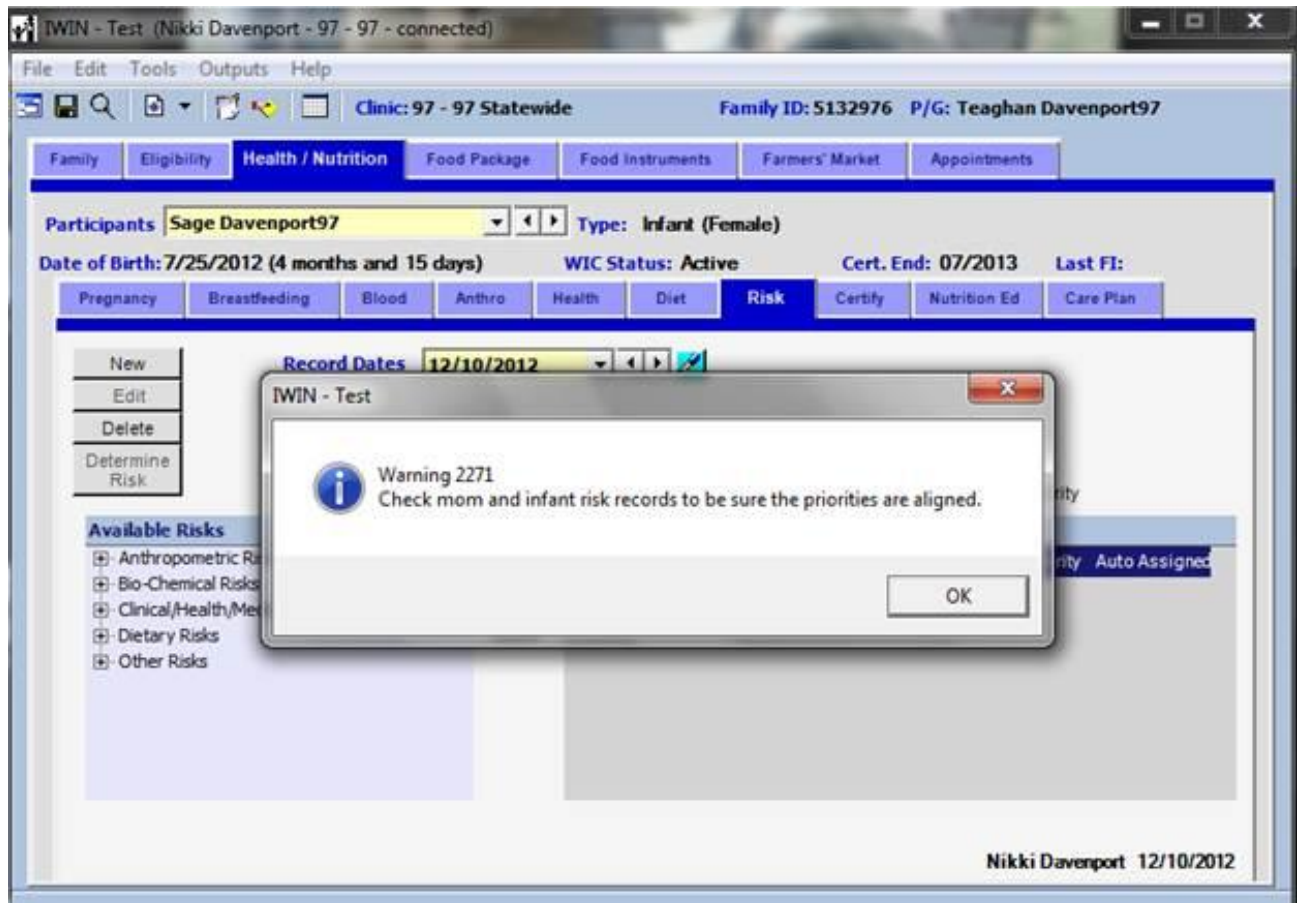 IWIN - Test (Nikki Davenport - 97 - 97 - connected)
File Edit Tools Outputs Help
Clinic: 97 - 97 Statewide Family ID: 5132976 P/G: Teaghan Davenport97
Family Eligibility Health / Nutrition Food Package Food Instruments Farmers' Market Appointments
Participants Sage Davenport97 Type: Infant (Female)
Date of Birth: 7/25/2012 (4 months and 15 days) WIC Status: Active Cert. End: 07/2013 Last FI:
Pregnancy Breastfeeding Blood Anthro Health Diet Risk Certify Nutrition Ed Care Plan
New Record Dates 12/10/2012
Edit
Delete
Determine
Risk
IWIN - Test
Warning 2271
Check mom and infant risk records to be sure the priorities are aligned.
OK
Available Risks
Anthropometric
Auto Assigned
Bio-Chemical Risks
Clinical/Health/
Dietary Risks
Other Risks
Nikki Davenport 12/10/2012